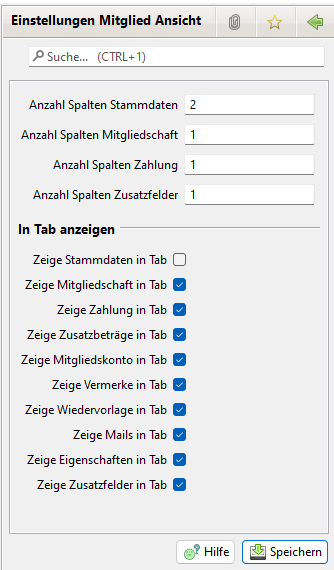 Einstellungen Mitglied Ansicht
Suche... (CTRL+1)
Anzahl Spalten Stammdaten 2
Anzahl Spalten Mitgliedschaft 1
Anzahl Spalten Zahlung 1
Anzahl Spalten Zusatzfelder 1
In Tab anzeigen
Zeige Stammdaten in Tab
Zeige Mitgliedschaft in Tab
Zeige Zahlung in Tab
Zeige Zusatzbeträge in Tab
Zeige Mitgliedskonto in Tab
Zeige Vermerke in Tab
Zeige Wiedervorlage in Tab
Zeige Mails in Tab
Zeige Eigenschaften in Tab
Zeige Zusatzfelder in Tab
Hilfe Speichern